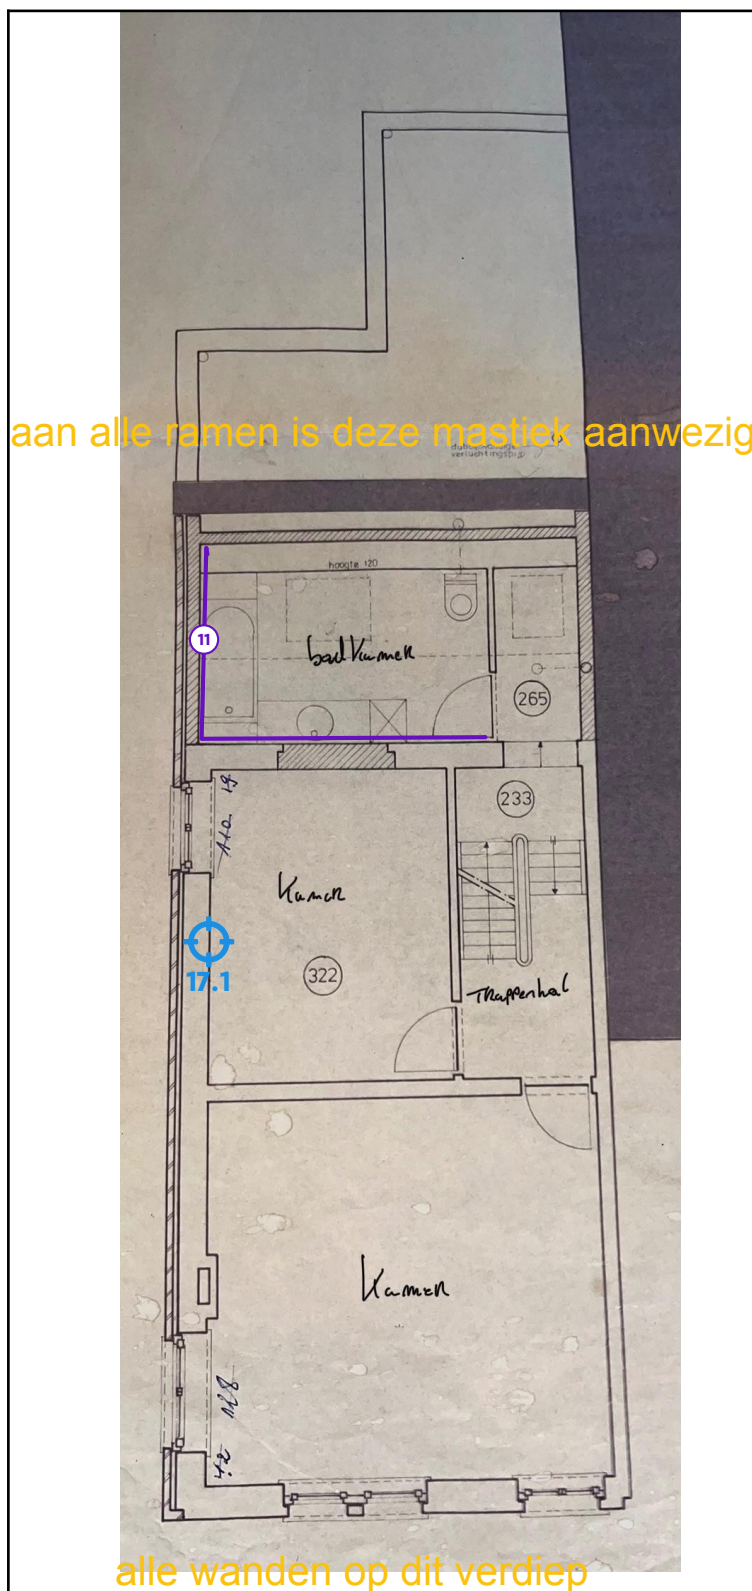 aan alle ramen is deze mastiek aanwezig
verluchtingspijp
hoogte 120
11
badkamer
265
233
Kamer
17.1
322
Trappenhal
Kamer
alle wanden op dit verdiep